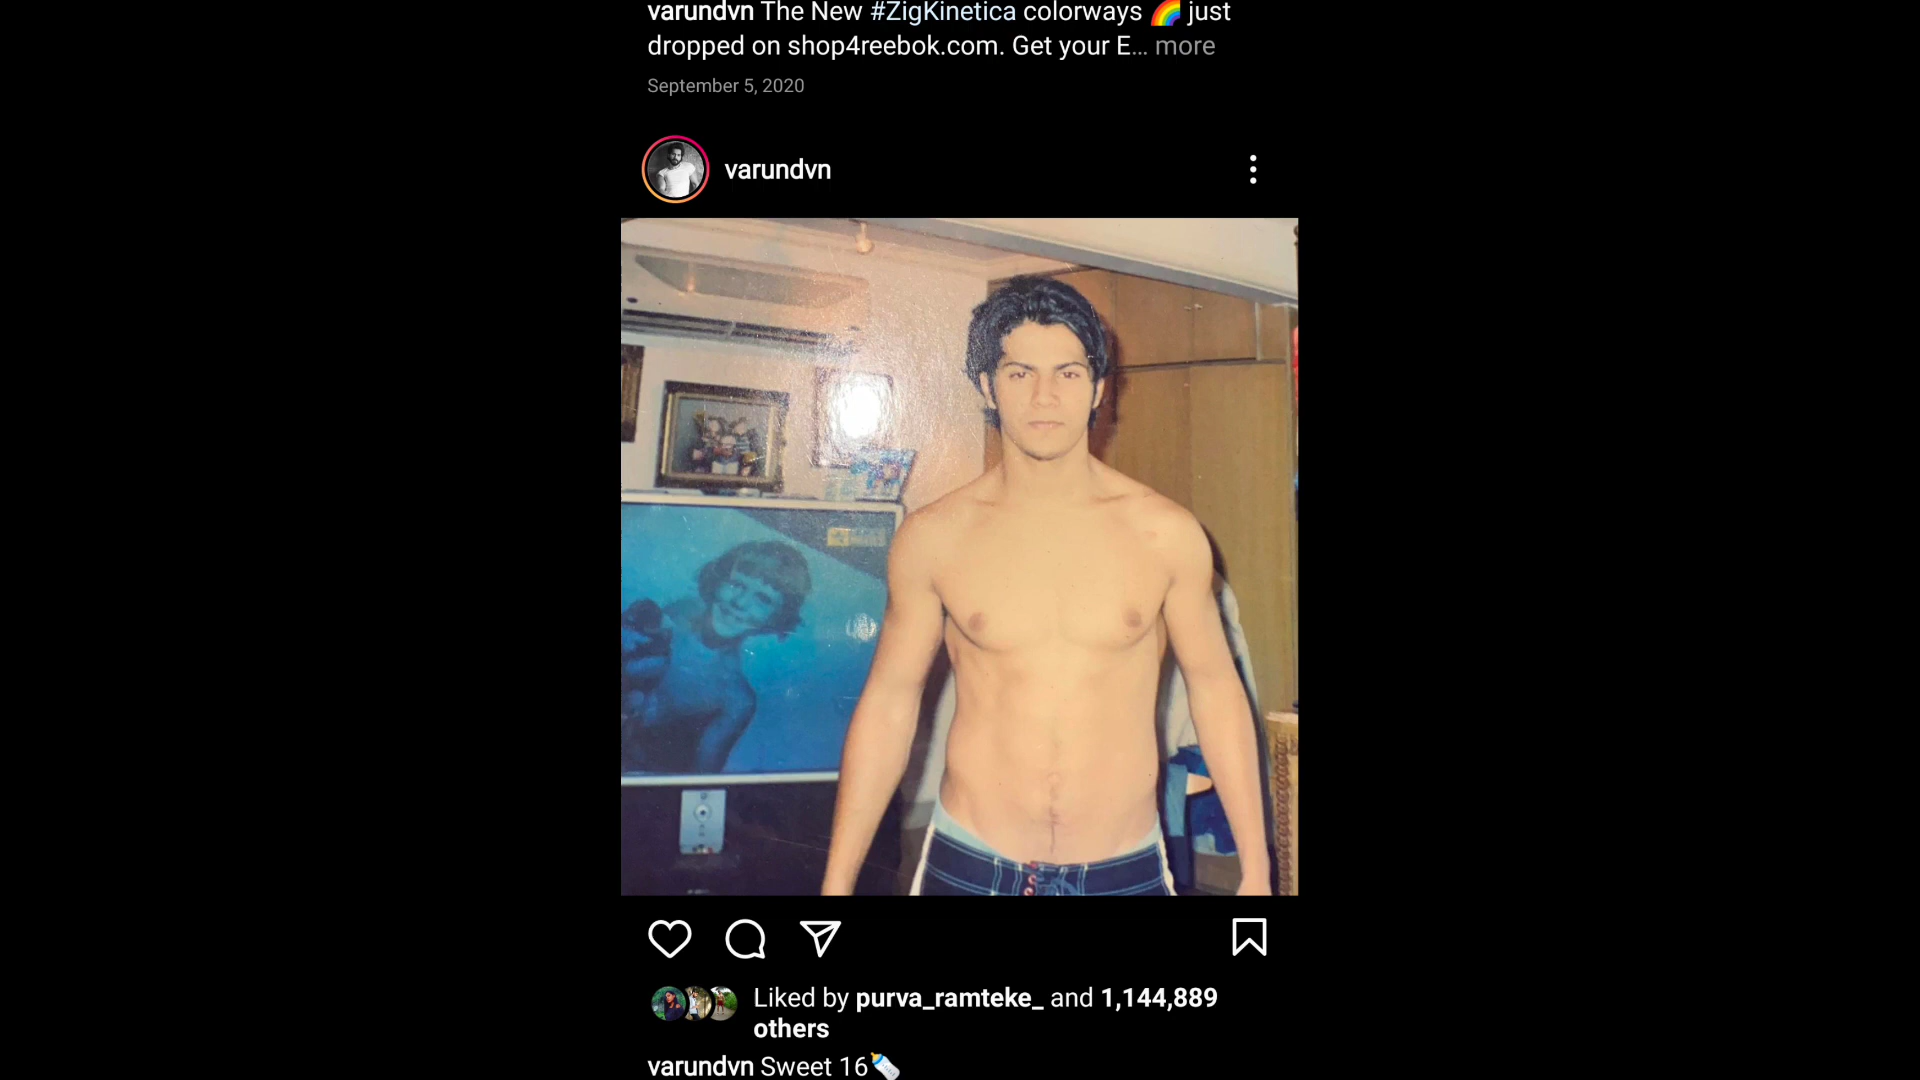 varundvn The New #ZigKinetica colorways 🌈 just
dropped on shop4reebok.com. Get your E... more
September 5, 2020
varundvn
Liked by purva_ramteke_ and 1,144,889
others
varundvn Sweet 16🍼